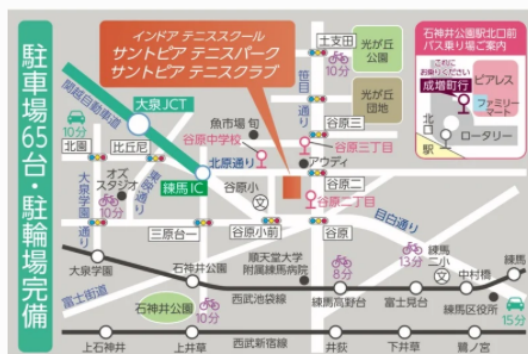 駐車場65台・駐輪場完備
インドア テニススクール
サントピア テニスパーク
サントピア テニスクラブ
土支田
10分
光が丘
公園
石神井公園駅北口前
バス乗り場ご案内
これに
お乗りください
成増町行
ピアレス
ファミリー
マート
北口
駅
ロータリー
関越自動車道
大泉JCT
笹目通り
光が丘
団地
10分
北園
比丘尼
魚市場 旬
谷原中学校
谷原三
谷原三丁目
北原通り
アウディ
オズ
スタジオ
10分
練馬IC
谷原小
文
谷原二
谷原二丁目
大泉学園通り
三原台一
谷原小前
谷原
目白通り
大泉学園
石神井公園
順天堂大学
附属練馬病院
8分
13分
練馬
二小
文
中村橋
練馬
富士街道
石神井公園
10分
西武池袋線
練馬高野台
富士見台
練馬区役所
15分
上石神井
上井草
西武新宿線
井荻
下井草
鷺ノ宮